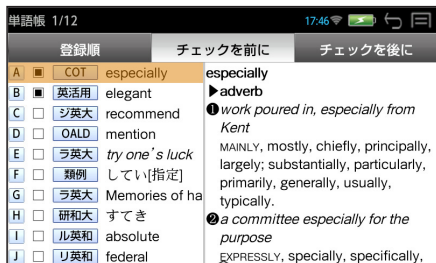 単語帳 1/12 17:46
登録順 チェックを前に チェックを後に
A COT especially
B 英活用 elegant
C ジ英大 recommend
D OALD mention
E ラ英大 try one's luck
F 類例 してい[指定]
G ラ英大 Memories of ha
H 研和大 すてき
I ル英和 absolute
J リ英和 federal
especially
▶adverb
❶work poured in, especially from
Kent
MAINLY, mostly, chiefly, principally,
largely; substantially, particularly,
primarily, generally, usually,
typically.
❷a committee especially for the
purpose
EXPRESSLY, specially, specifically,